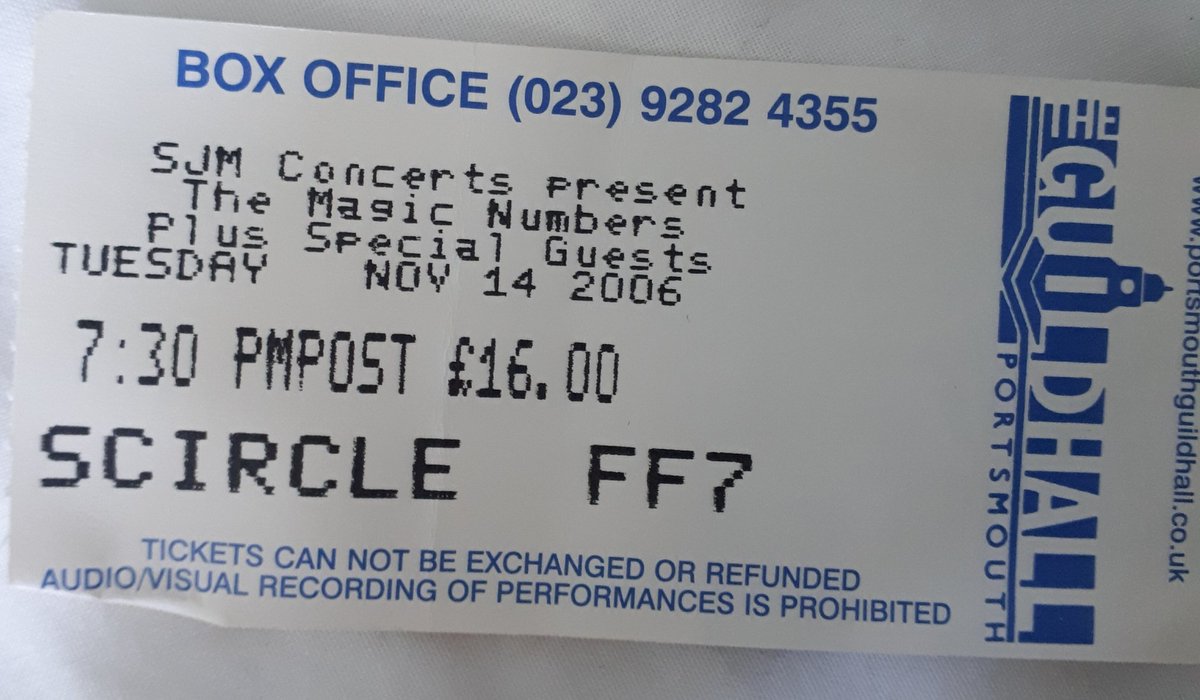 BOX OFFICE (023) 9282 4355
SJM Concerts present
The Magic Numbers
Plus Special Guests
TUESDAY NOV 14 2006
7:30 PMPOST £16.00
SCIRCLE FF7
TICKETS CAN NOT BE EXCHANGED OR REFUNDED
AUDIO/VISUAL RECORDING OF PERFORMANCES IS PROHIBITED
THE
GUILDHALL
PORTSMOUTH
www.portsmouthguildhall.co.uk